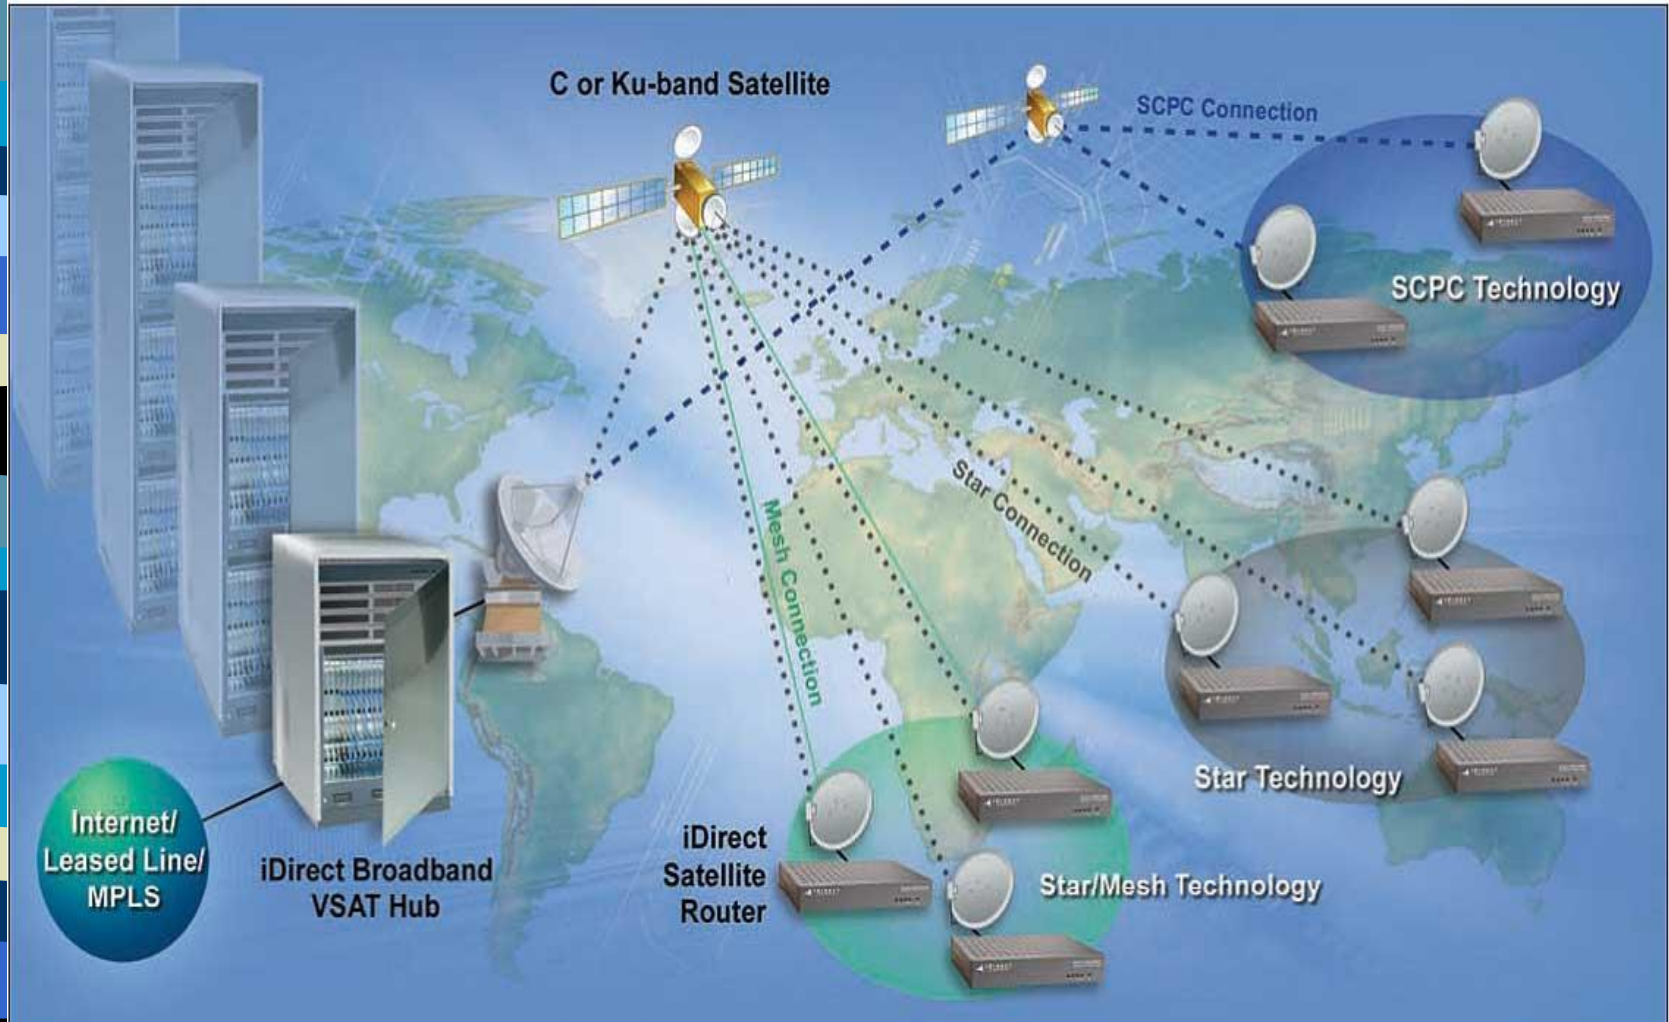 C or Ku-band Satellite
SCPC Connection
SCPC Technology
Star Connection
Mesh Connection
Star Technology
Internet/
Leased Line/
MPLS
iDirect Broadband
VSAT Hub
iDirect
Satellite
Router
Star/Mesh Technology